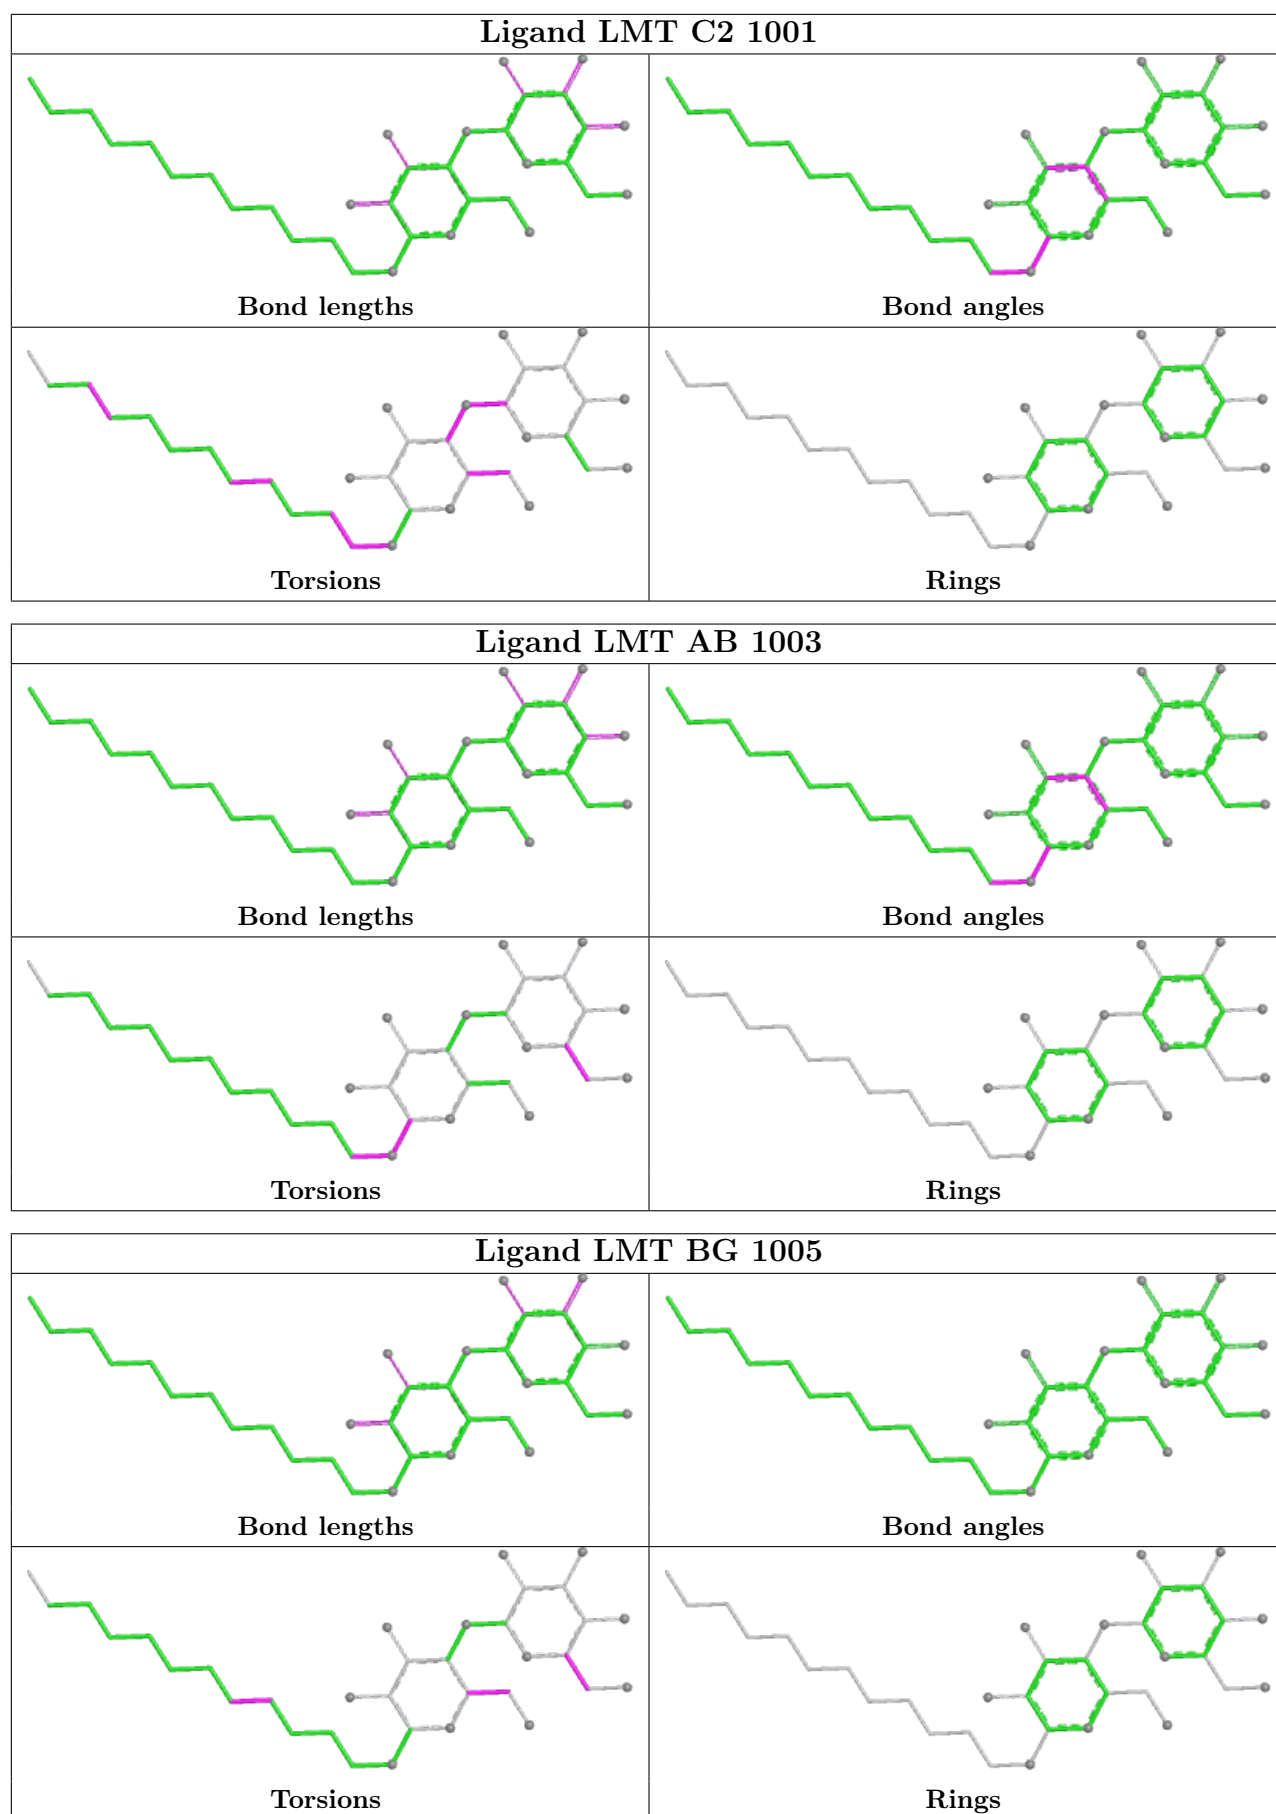 Ligand LMT C2 1001
Bond lengths
Bond angles
Torsions
Rings
Ligand LMT AB 1003
Bond lengths
Bond angles
Torsions
Rings
Ligand LMT BG 1005
Bond lengths
Bond angles
Torsions
Rings